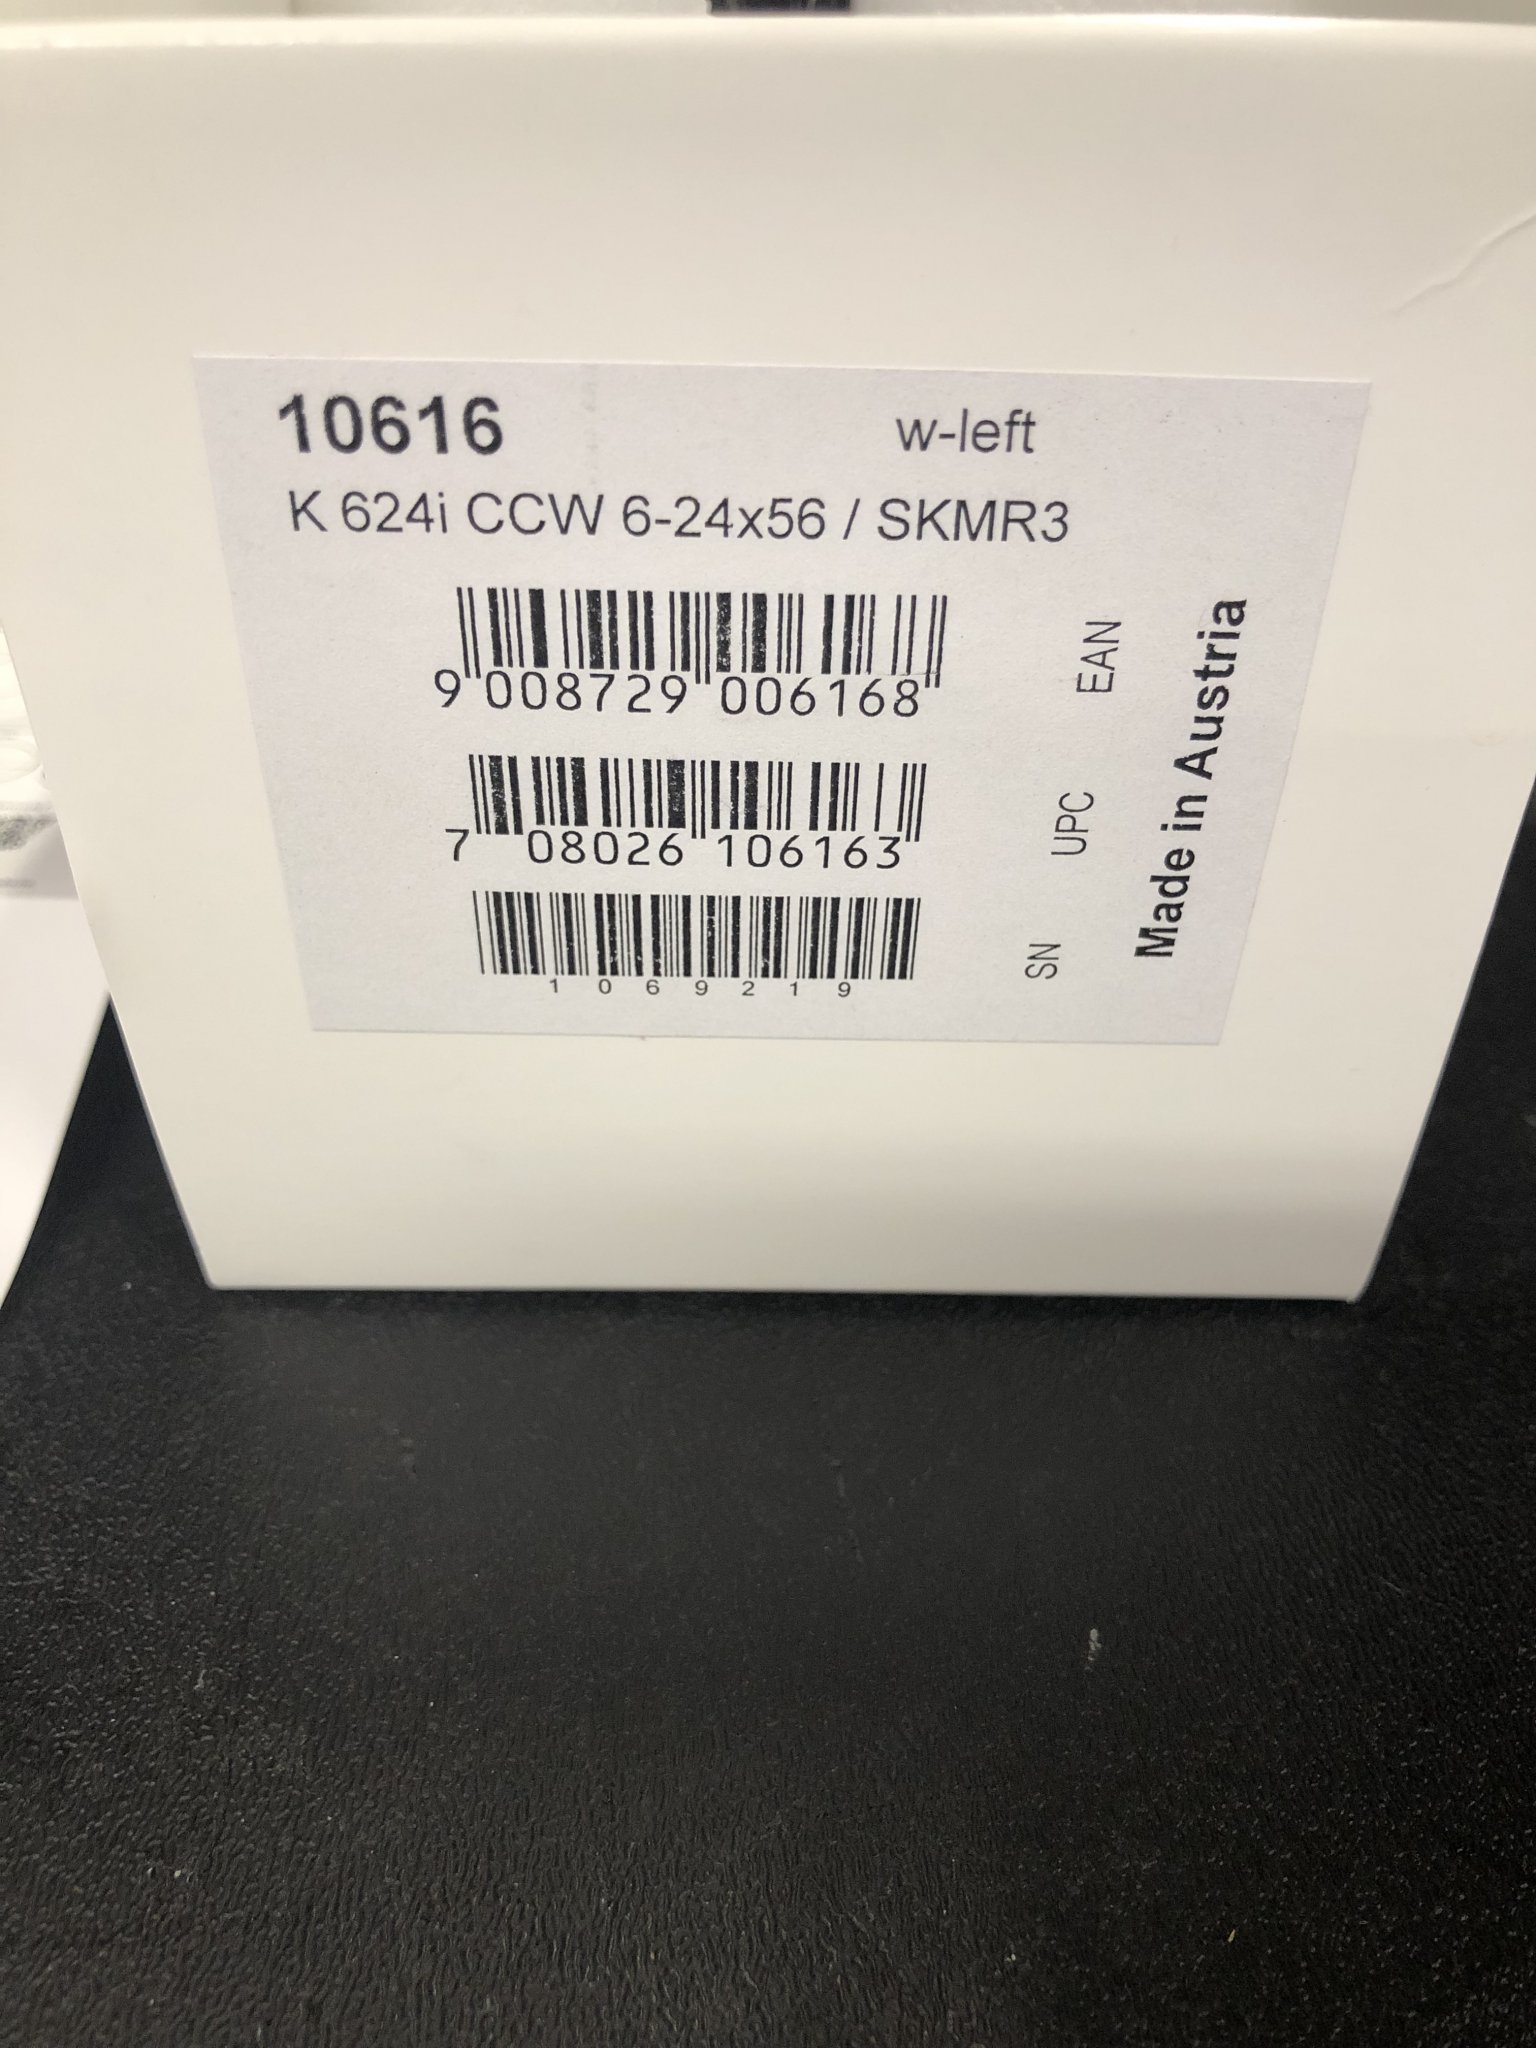 10616 w-left
K 624i CCW 6-24x56 / SKMR3
9 008729 006168 EAN
7 08026 106163 UPC
1069219 SN
Made in Austria